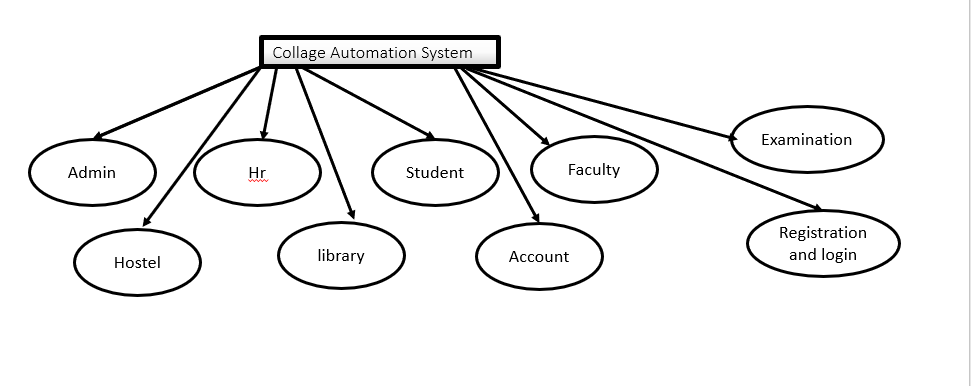 Collage Automation System
Admin
Hr
Student
Faculty
Examination
Hostel
library
Account
Registration
and login